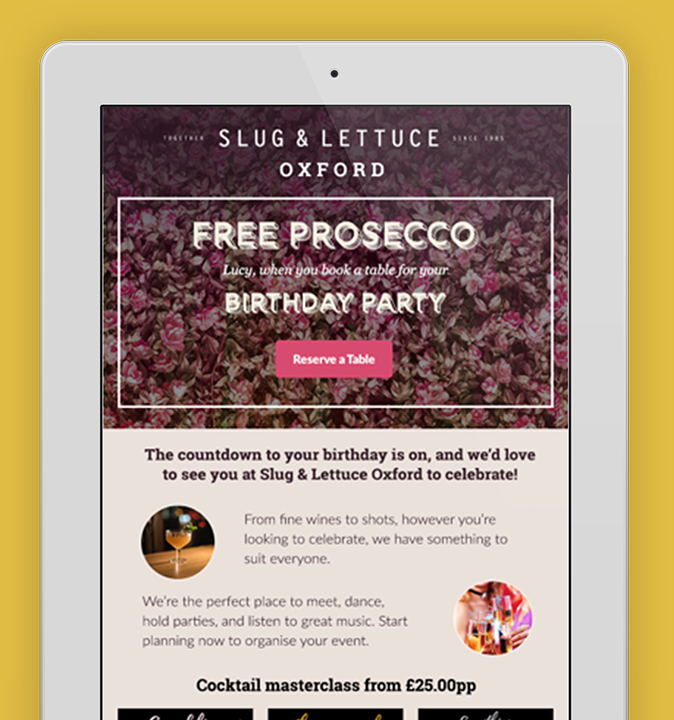 TOGETHER SLUG & LETTUCE SINCE 1985
OXFORD
FREE PROSECCO
Lucy, when you book a table for your
BIRTHDAY PARTY
Reserve a Table
The countdown to your birthday is on, and we'd love
to see you at Slug & Lettuce Oxford to celebrate!
From fine wines to shots, however you're
looking to celebrate, we have something to
suit everyone.
We're the perfect place to meet, dance,
hold parties, and listen to great music. Start
planning now to organise your event.
Cocktail masterclass from £25.00pp